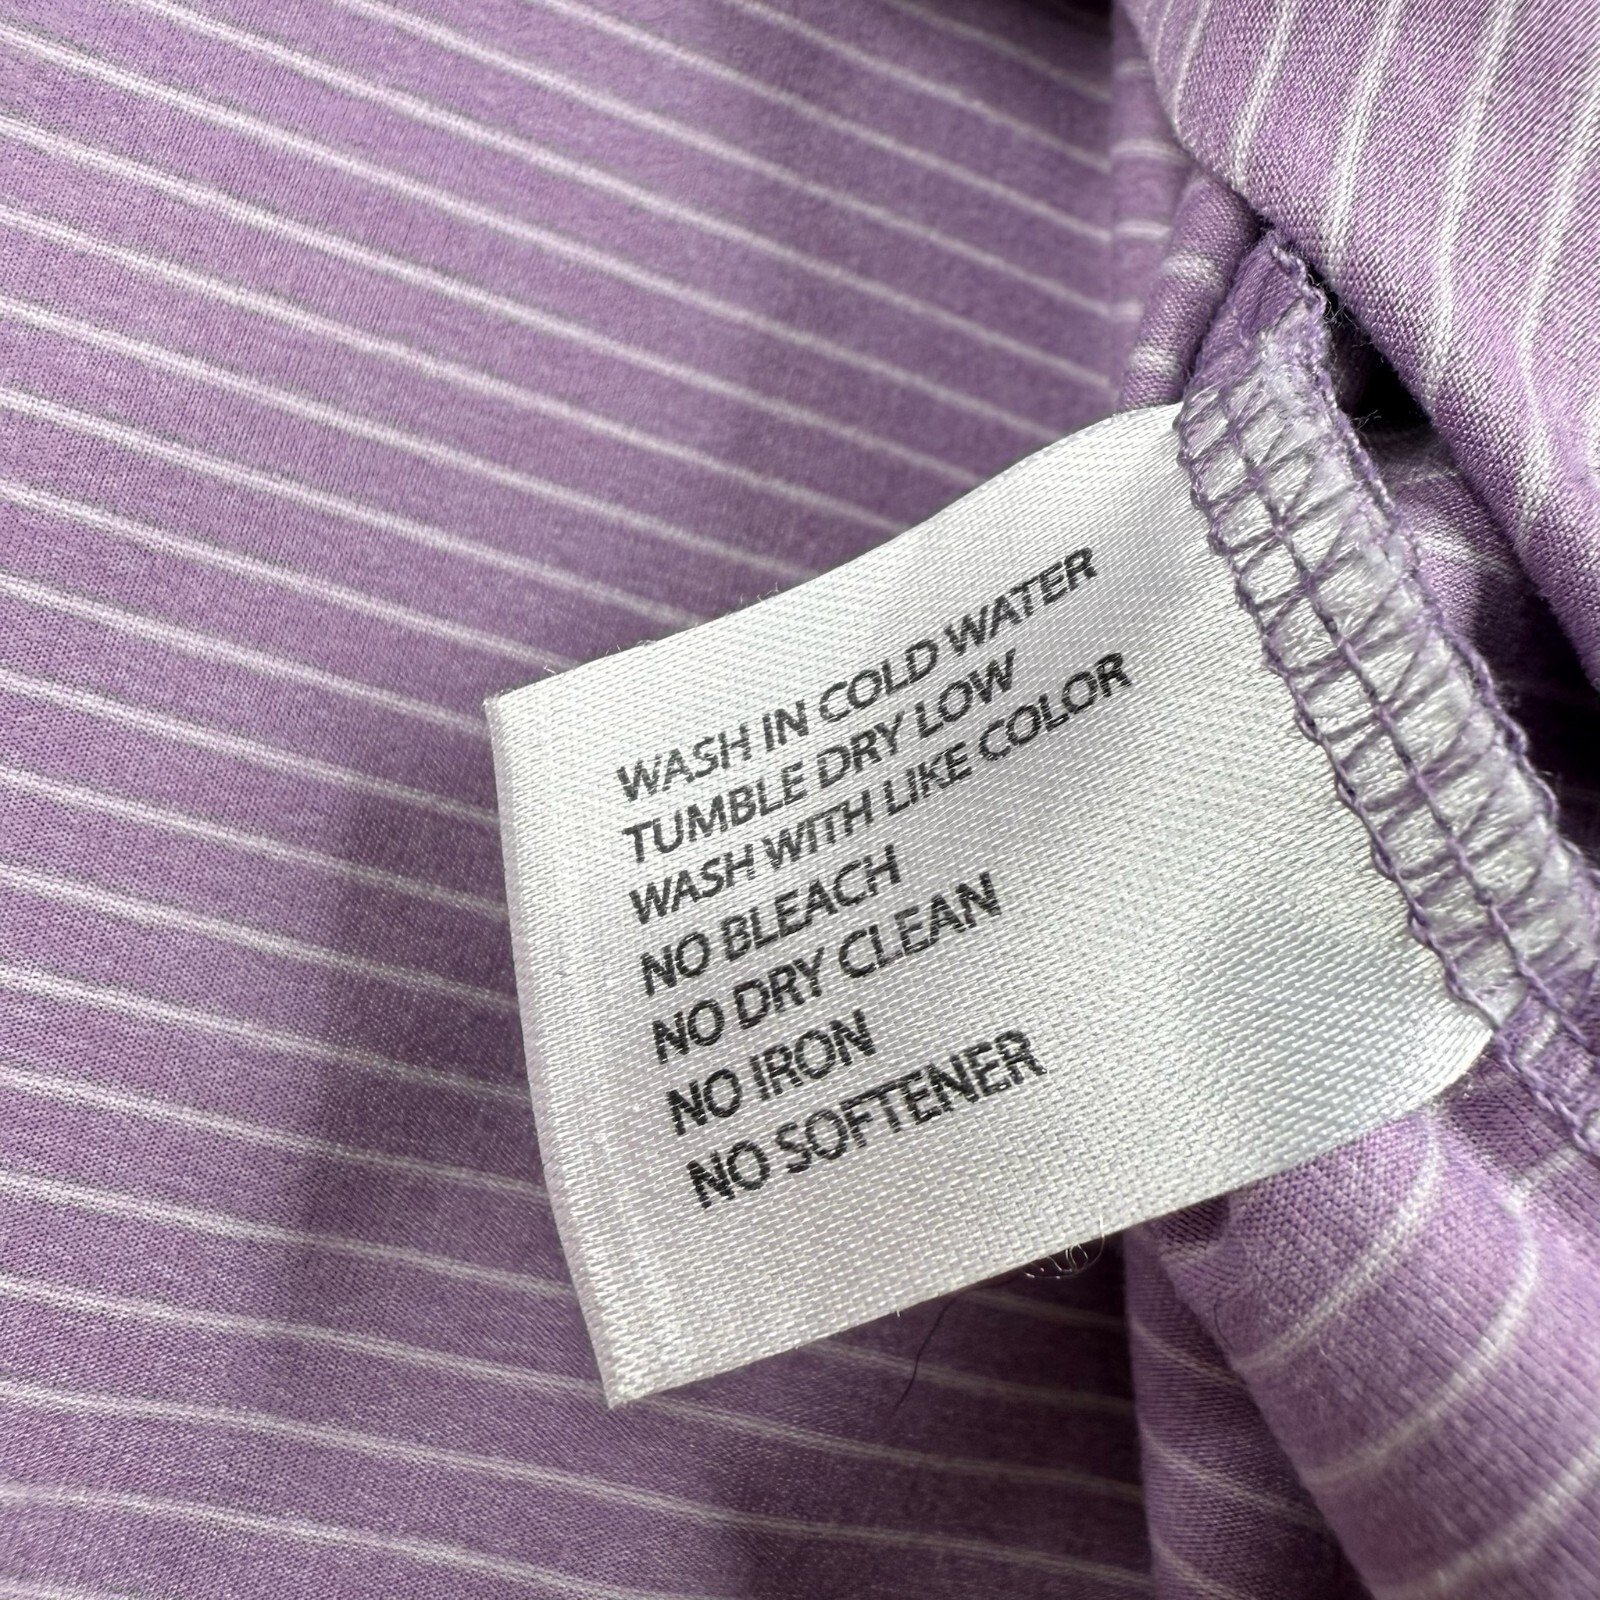 WASH IN COLD WATER
TUMBLE DRY LOW
WASH WITH LIKE COLOR
NO BLEACH
NO DRY CLEAN
NO IRON
NO SOFTENER